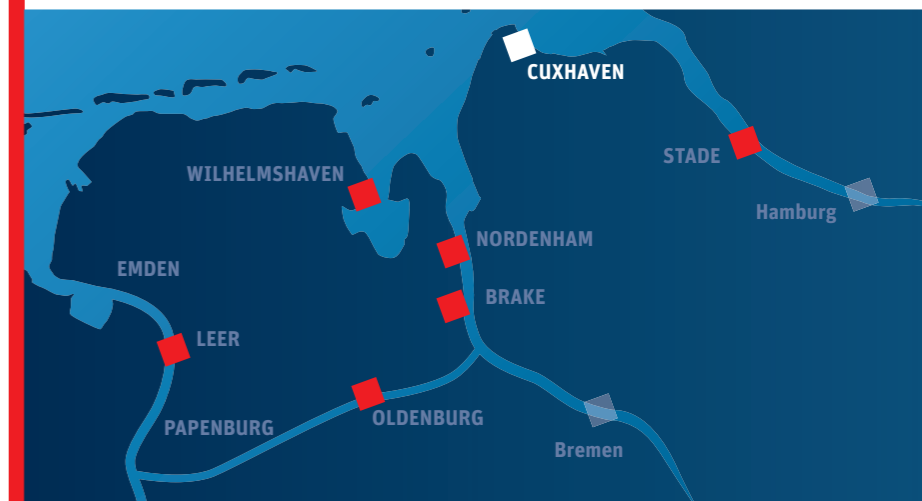 CUXHAVEN
STADE
WILHELMSHAVEN
Hamburg
NORDENHAM
EMDEN
BRAKE
LEER
OLDENBURG
PAPENBURG
Bremen